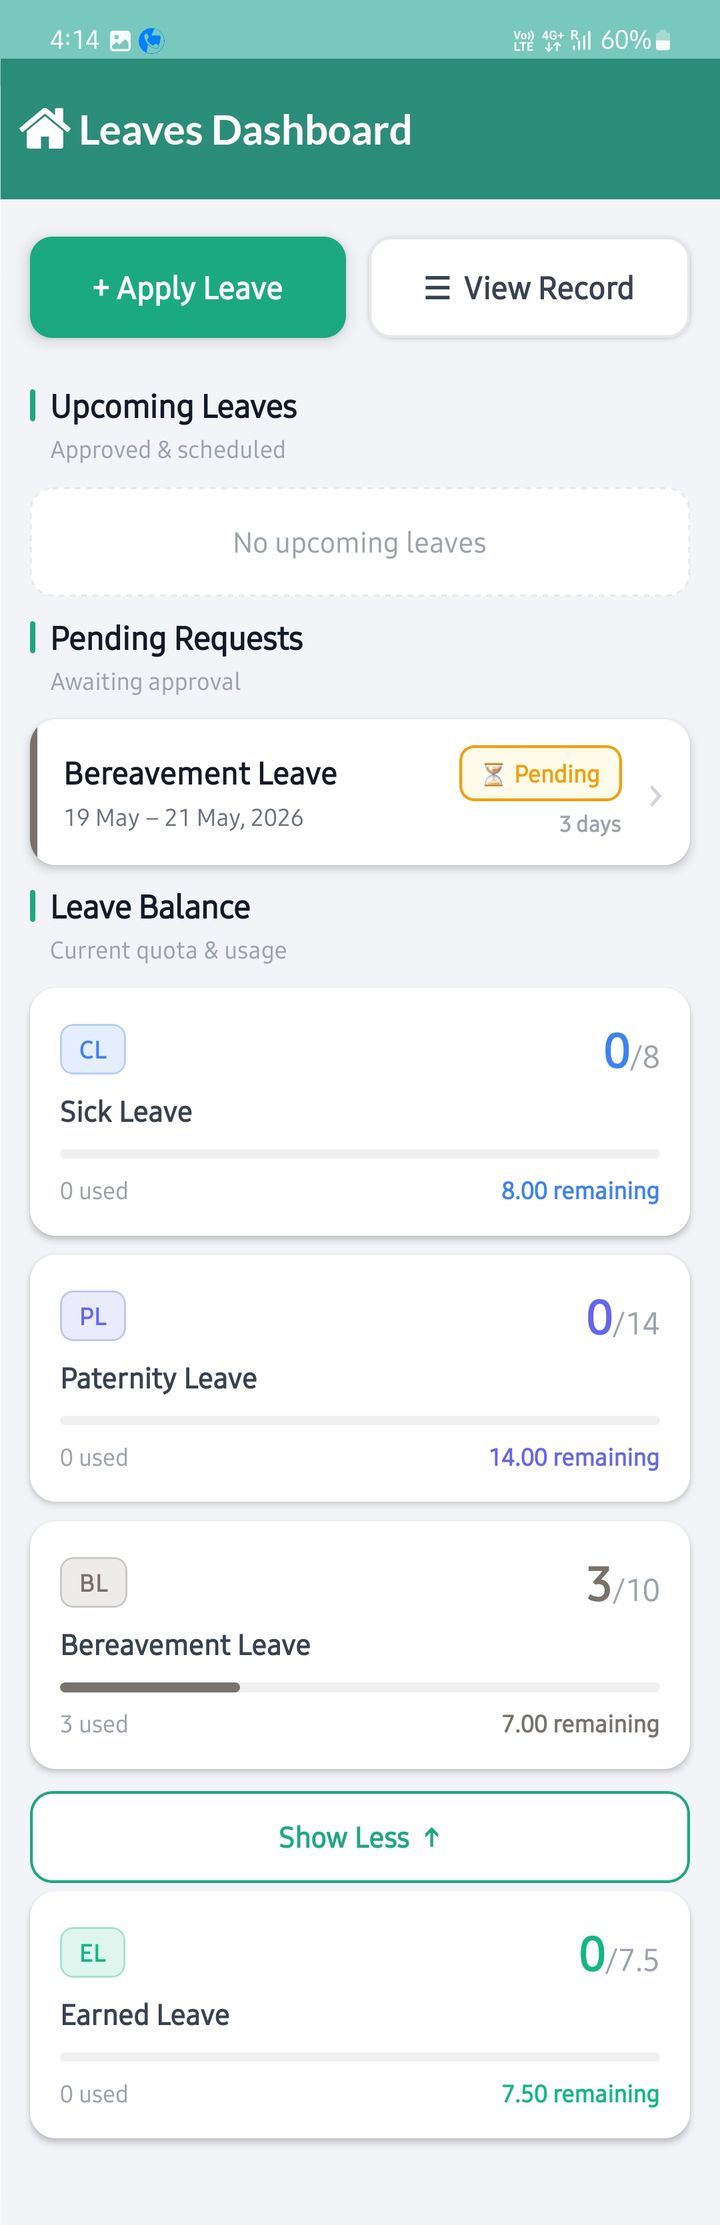 4:14 Vo)) LTE 4G+ R 60%
Leaves Dashboard
+ Apply Leave
☰ View Record
Upcoming Leaves
Approved & scheduled
No upcoming leaves
Pending Requests
Awaiting approval
Bereavement Leave
⏳ Pending
19 May – 21 May, 2026
3 days
Leave Balance
Current quota & usage
CL
0/8
Sick Leave
0 used
8.00 remaining
PL
0/14
Paternity Leave
0 used
14.00 remaining
BL
3/10
Bereavement Leave
3 used
7.00 remaining
Show Less ↑
EL
0/7.5
Earned Leave
0 used
7.50 remaining